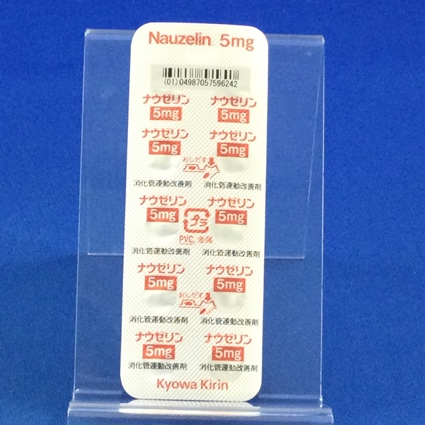 Nauzelin 5mg
(01)04987057596242
ナウゼリン ナウゼリン
5mg 5mg
ナウゼリン ナウゼリン
5mg 5mg
おしだす
消化管運動改善剤 消化管運動改善剤
ナウゼリン ナウゼリン
5mg 5mg
プラ
PVC, 金属
消化管運動改善剤 消化管運動改善剤
ナウゼリン ナウゼリン
5mg 5mg
おしだす
消化管運動改善剤 消化管運動改善剤
ナウゼリン ナウゼリン
5mg 5mg
Kyowa Kirin